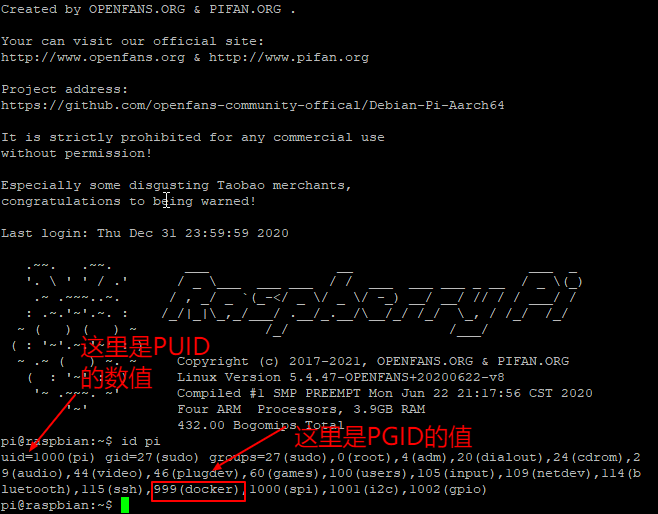 Created by OPENFANS.ORG & PIFAN.ORG .
Your can visit our official site:
http://www.openfans.org & http://www.pifan.org
Project address:
https://github.com/openfans-community-offical/Debian-Pi-Aarch64
It is strictly prohibited for any commercial use
without permission!
Especially some disgusting Taobao merchants,
congratulations to being warned!
Last login: Thu Dec 31 23:59:59 2020
这里是PUID
的数值
Copyright (c) 2017-2021, OPENFANS.ORG & PIFAN.ORG
Linux Version 5.4.47-OPENFANS+20200622-v8
Compiled #1 SMP PREEMPT Mon Jun 22 21:17:56 CST 2020
Four ARM  Processors, 3.9GB RAM
432.00 Bogomips Total
这里是PGID的值
pi@raspbian:~$ id pi
uid=1000(pi) gid=27(sudo) groups=27(sudo),0(root),4(adm),20(dialout),24(cdrom),2
9(audio),44(video),46(plugdev),60(games),100(users),105(input),109(netdev),114(b
luetooth),115(ssh),999(docker),1000(spi),1001(i2c),1002(gpio)
pi@raspbian:~$